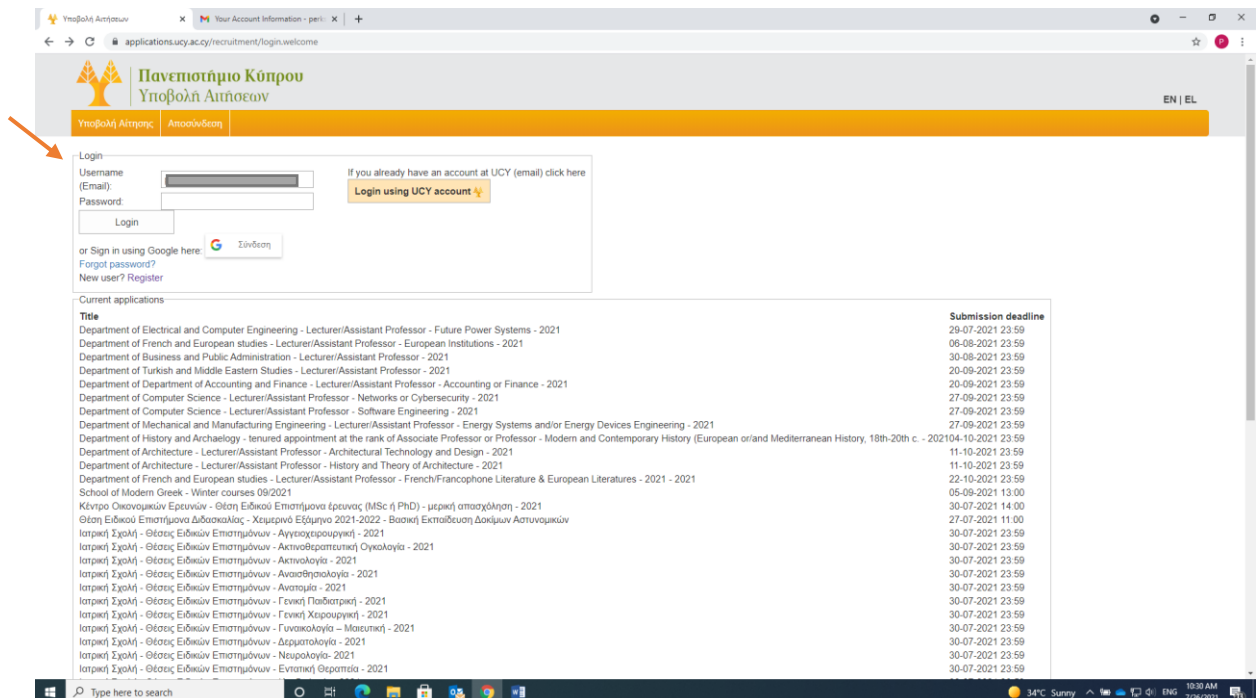 Υποβολή Αιτήσεων
Your Account Information - peri
applications.ucy.ac.cy/recruitment/login.welcome
Πανεπιστήμιο Κύπρου
Υποβολή Αιτήσεων
EN | EL
Υποβολή Αίτησης Αποσύνδεση
Login
Username
(Email):
Password:
Login
If you already have an account at UCY (email) click here
Login using UCY account
or Sign in using Google here: Σύνδεση
Forgot password?
New user? Register
Current applications
Title Submission deadline
Department of Electrical and Computer Engineering - Lecturer/Assistant Professor - Future Power Systems - 2021 29-07-2021 23:59
Department of French and European studies - Lecturer/Assistant Professor - European Institutions - 2021 06-08-2021 23:59
Department of Business and Public Administration - Lecturer/Assistant Professor - 2021 30-08-2021 23:59
Department of Turkish and Middle Eastern Studies - Lecturer/Assistant Professor - 2021 20-09-2021 23:59
Department of Department of Accounting and Finance - Lecturer/Assistant Professor - Accounting or Finance - 2021 20-09-2021 23:59
Department of Computer Science - Lecturer/Assistant Professor - Networks or Cybersecurity - 2021 27-09-2021 23:59
Department of Computer Science - Lecturer/Assistant Professor - Software Engineering - 2021 27-09-2021 23:59
Department of Mechanical and Manufacturing Engineering - Lecturer/Assistant Professor - Energy Systems and/or Energy Devices Engineering - 2021 27-09-2021 23:59
Department of History and Archaelogy - tenured appointment at the rank of Associate Professor or Professor - Modern and Contemporary History (European or/and Mediterranean History, 18th-20th c. - 202104-10-2021 23:59
Department of Architecture - Lecturer/Assistant Professor - Architectural Technology and Design - 2021 11-10-2021 23:59
Department of Architecture - Lecturer/Assistant Professor - History and Theory of Architecture - 2021 11-10-2021 23:59
Department of French and European studies - Lecturer/Assistant Professor - French/Francophone Literature & European Literatures - 2021 - 2021 22-10-2021 23:59
School of Modern Greek - Winter courses 09/2021 05-09-2021 13:00
Κέντρο Οικονομικών Ερευνών - Θέση Ειδικού Επιστήμονα έρευνας (MSc ή PhD) - μερική απασχόληση - 2021 30-07-2021 14:00
Θέση Ειδικού Επιστήμονα Διδασκαλίας - Χειμερινό Εξάμηνο 2021-2022 - Βασική Εκπαίδευση Δοκίμων Αστυνομικών 27-07-2021 11:00
Ιατρική Σχολή - Θέσεις Ειδικών Επιστημόνων - Αγγειοχειρουργική - 2021 30-07-2021 23:59
Ιατρική Σχολή - Θέσεις Ειδικών Επιστημόνων - Ακτινοθεραπευτική Ογκολογία - 2021 30-07-2021 23:59
Ιατρική Σχολή - Θέσεις Ειδικών Επιστημόνων - Ακτινολογία - 2021 30-07-2021 23:59
Ιατρική Σχολή - Θέσεις Ειδικών Επιστημόνων - Αναισθησιολογία - 2021 30-07-2021 23:59
Ιατρική Σχολή - Θέσεις Ειδικών Επιστημόνων - Ανατομία - 2021 30-07-2021 23:59
Ιατρική Σχολή - Θέσεις Ειδικών Επιστημόνων - Γενική Παιδιατρική - 2021 30-07-2021 23:59
Ιατρική Σχολή - Θέσεις Ειδικών Επιστημόνων - Γενική Χειρουργική - 2021 30-07-2021 23:59
Ιατρική Σχολή - Θέσεις Ειδικών Επιστημόνων - Γυναικολογία – Μαιευτική - 2021 30-07-2021 23:59
Ιατρική Σχολή - Θέσεις Ειδικών Επιστημόνων - Δερματολογία - 2021 30-07-2021 23:59
Ιατρική Σχολή - Θέσεις Ειδικών Επιστημόνων - Νευρολογία- 2021 30-07-2021 23:59
Ιατρική Σχολή - Θέσεις Ειδικών Επιστημόνων - Εντατική Θεραπεία - 2021 30-07-2021 23:59
Type here to search
34°C Sunny ENG 10:30 AM
7/26/2021